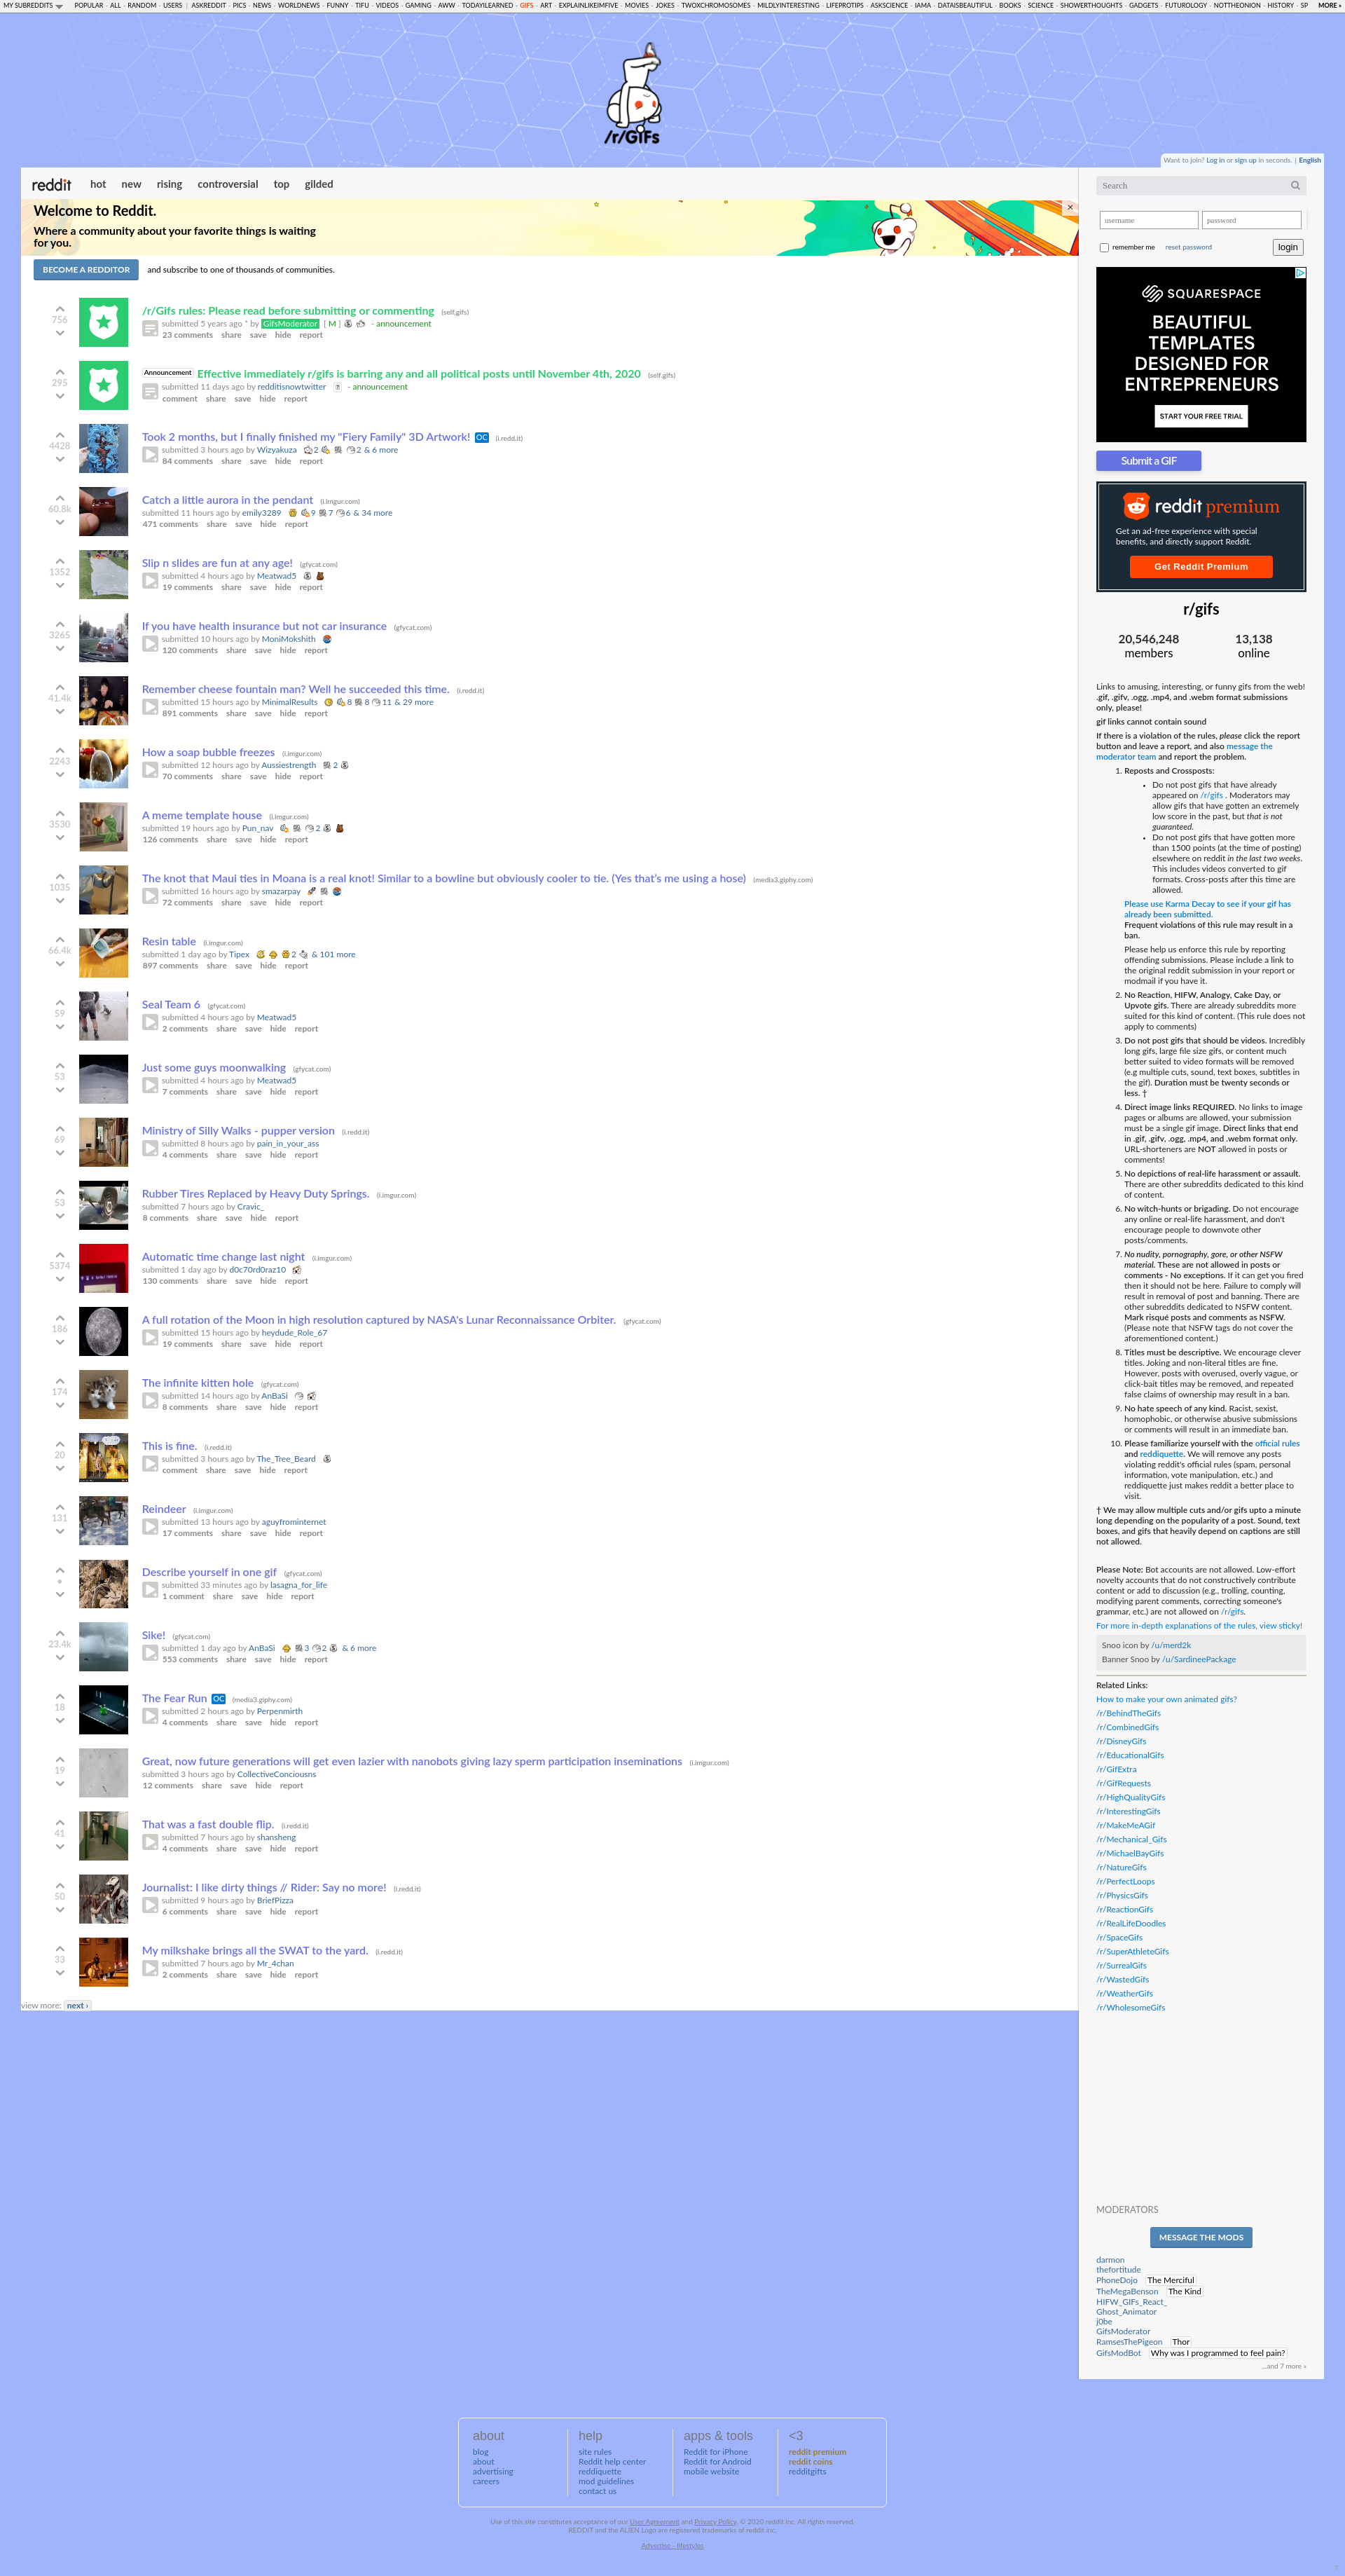 MY SUBREDDITS POPULAR - ALL - RANDOM - USERS | ASKREDDIT - PICS - NEWS - WORLDNEWS - FUNNY - TIFU - VIDEOS - GAMING - AWW - TODAYILEARNED - GIFS - ART - EXPLAINLIKEIMFIVE - MOVIES - JOKES - TWOXCHROMOSOMES - MILDLYINTERESTING - LIFEPROTIPS - ASKSCIENCE - IAMA - DATAISBEAUTIFUL - BOOKS - SCIENCE - SHOWERTHOUGHTS - GADGETS - FUTUROLOGY - NOTTHEONION - HISTORY - SP MORE »
/r/GIFs
Want to join? Log in or sign up in seconds. | English
reddit hot new rising controversial top gilded
Welcome to Reddit.
Where a community about your favorite things is waiting
for you.
×
BECOME A REDDITOR and subscribe to one of thousands of communities.
756
/r/Gifs rules: Please read before submitting or commenting (self.gifs)
submitted 5 years ago * by GifsModerator [ M ] - announcement
23 comments share save hide report
295
Announcement Effective immediately r/gifs is barring any and all political posts until November 4th, 2020 (self.gifs)
submitted 11 days ago by redditisnowtwitter - announcement
comment share save hide report
4428
Took 2 months, but I finally finished my "Fiery Family" 3D Artwork! OC (i.redd.it)
submitted 3 hours ago by Wizyakuza 2 2 & 6 more
84 comments share save hide report
60.8k
Catch a little aurora in the pendant (i.imgur.com)
submitted 11 hours ago by emily3289 9 7 6 & 34 more
471 comments share save hide report
1352
Slip n slides are fun at any age! (gfycat.com)
submitted 4 hours ago by Meatwad5
19 comments share save hide report
3265
If you have health insurance but not car insurance (gfycat.com)
submitted 10 hours ago by MoniMokshith
120 comments share save hide report
41.4k
Remember cheese fountain man? Well he succeeded this time. (i.redd.it)
submitted 15 hours ago by MinimalResults 8 8 11 & 29 more
891 comments share save hide report
2243
How a soap bubble freezes (i.imgur.com)
submitted 12 hours ago by Aussiestrength 2
70 comments share save hide report
3530
A meme template house (i.imgur.com)
submitted 19 hours ago by Pun_nav 2
126 comments share save hide report
1035
The knot that Maui ties in Moana is a real knot! Similar to a bowline but obviously cooler to tie. (Yes that's me using a hose) (media3.giphy.com)
submitted 16 hours ago by smazarpay
72 comments share save hide report
66.4k
Resin table (i.imgur.com)
submitted 1 day ago by Tipex 2 & 101 more
897 comments share save hide report
59
Seal Team 6 (gfycat.com)
submitted 4 hours ago by Meatwad5
2 comments share save hide report
53
Just some guys moonwalking (gfycat.com)
submitted 4 hours ago by Meatwad5
7 comments share save hide report
69
Ministry of Silly Walks - pupper version (i.redd.it)
submitted 8 hours ago by pain_in_your_ass
4 comments share save hide report
53
Rubber Tires Replaced by Heavy Duty Springs. (i.imgur.com)
submitted 7 hours ago by Cravic_
8 comments share save hide report
5374
Automatic time change last night (i.imgur.com)
submitted 1 day ago by d0c70rd0raz10
130 comments share save hide report
186
A full rotation of the Moon in high resolution captured by NASA's Lunar Reconnaissance Orbiter. (gfycat.com)
submitted 15 hours ago by heydude_Role_67
19 comments share save hide report
174
The infinite kitten hole (gfycat.com)
submitted 14 hours ago by AnBaSi
8 comments share save hide report
20
This is fine. (i.redd.it)
submitted 3 hours ago by The_Tree_Beard
comment share save hide report
131
Reindeer (i.imgur.com)
submitted 13 hours ago by aguyfrominternet
17 comments share save hide report
•
Describe yourself in one gif (gfycat.com)
submitted 33 minutes ago by lasagna_for_life
1 comment share save hide report
23.4k
Sike! (gfycat.com)
submitted 1 day ago by AnBaSi 3 2 & 6 more
553 comments share save hide report
18
The Fear Run OC (media3.giphy.com)
submitted 2 hours ago by Perpenmirth
4 comments share save hide report
19
Great, now future generations will get even lazier with nanobots giving lazy sperm participation inseminations (i.imgur.com)
submitted 3 hours ago by CollectiveConciousns
12 comments share save hide report
41
That was a fast double flip. (i.redd.it)
submitted 7 hours ago by shansheng
4 comments share save hide report
50
Journalist: I like dirty things // Rider: Say no more! (i.redd.it)
submitted 9 hours ago by BriefPizza
6 comments share save hide report
33
My milkshake brings all the SWAT to the yard. (i.redd.it)
submitted 7 hours ago by Mr_4chan
2 comments share save hide report
view more: next ›
Search
username password
remember me reset password login
SQUARESPACE
BEAUTIFUL
TEMPLATES
DESIGNED FOR
ENTREPRENEURS
START YOUR FREE TRIAL
Submit a GIF
reddit premium
Get an ad-free experience with special
benefits, and directly support Reddit.
Get Reddit Premium
r/gifs
20,546,248 13,138
members online
Links to amusing, interesting, or funny gifs from the web!
.gif, .gifv, .ogg, .mp4, and .webm format submissions
only, please!
gif links cannot contain sound
If there is a violation of the rules, please click the report
button and leave a report, and also message the
moderator team and report the problem.
1. Reposts and Crossposts:
• Do not post gifs that have already
appeared on /r/gifs . Moderators may
allow gifs that have gotten an extremely
low score in the past, but that is not
guaranteed.
• Do not post gifs that have gotten more
than 1500 points (at the time of posting)
elsewhere on reddit in the last two weeks.
This includes videos converted to gif
formats. Cross-posts after this time are
allowed.
Please use Karma Decay to see if your gif has
already been submitted.
Frequent violations of this rule may result in a
ban.
Please help us enforce this rule by reporting
offending submissions. Please include a link to
the original reddit submission in your report or
modmail if you have it.
2. No Reaction, HIFW, Analogy, Cake Day, or
Upvote gifs. There are already subreddits more
suited for this kind of content. (This rule does not
apply to comments)
3. Do not post gifs that should be videos. Incredibly
long gifs, large file size gifs, or content much
better suited to video formats will be removed
(e.g multiple cuts, sound, text boxes, subtitles in
the gif). Duration must be twenty seconds or
less. †
4. Direct image links REQUIRED. No links to image
pages or albums are allowed, your submission
must be a single gif image. Direct links that end
in .gif, .gifv, .ogg, .mp4, and .webm format only.
URL-shorteners are NOT allowed in posts or
comments!
5. No depictions of real-life harassment or assault.
There are other subreddits dedicated to this kind
of content.
6. No witch-hunts or brigading. Do not encourage
any online or real-life harassment, and don't
encourage people to downvote other
posts/comments.
7. No nudity, pornography, gore, or other NSFW
material. These are not allowed in posts or
comments - No exceptions. If it can get you fired
then it should not be here. Failure to comply will
result in removal of post and banning. There are
other subreddits dedicated to NSFW content.
Mark risqué posts and comments as NSFW.
(Please note that NSFW tags do not cover the
aforementioned content.)
8. Titles must be descriptive. We encourage clever
titles. Joking and non-literal titles are fine.
However, posts with overused, overly vague, or
click-bait titles may be removed, and repeated
false claims of ownership may result in a ban.
9. No hate speech of any kind. Racist, sexist,
homophobic, or otherwise abusive submissions
or comments will result in an immediate ban.
10. Please familiarize yourself with the official rules
and reddiquette. We will remove any posts
violating reddit's official rules (spam, personal
information, vote manipulation, etc.) and
reddiquette just makes reddit a better place to
visit.
† We may allow multiple cuts and/or gifs upto a minute
long depending on the popularity of a post. Sound, text
boxes, and gifs that heavily depend on captions are still
not allowed.
Please Note: Bot accounts are not allowed. Low-effort
novelty accounts that do not constructively contribute
content or add to discussion (e.g., trolling, counting,
modifying parent comments, correcting someone's
grammar, etc.) are not allowed on /r/gifs.
For more in-depth explanations of the rules, view sticky!
Snoo icon by /u/merd2k
Banner Snoo by /u/SardineePackage
Related Links:
How to make your own animated gifs?
/r/BehindTheGifs
/r/CombinedGifs
/r/DisneyGifs
/r/EducationalGifs
/r/GifExtra
/r/GifRequests
/r/HighQualityGifs
/r/InterestingGifs
/r/MakeMeAGif
/r/Mechanical_Gifs
/r/MichaelBayGifs
/r/NatureGifs
/r/PerfectLoops
/r/PhysicsGifs
/r/ReactionGifs
/r/RealLifeDoodles
/r/SpaceGifs
/r/SuperAthleteGifs
/r/SurrealGifs
/r/WastedGifs
/r/WeatherGifs
/r/WholesomeGifs
MODERATORS
MESSAGE THE MODS
darmon
thefortitude
PhoneDojo The Merciful
TheMegaBenson The Kind
HIFW_GIFs_React_
Ghost_Animator
j0be
GifsModerator
RamsesThePigeon Thor
GifsModBot Why was I programmed to feel pain?
...and 7 more »
about
blog
about
advertising
careers
help
site rules
Reddit help center
reddiquette
mod guidelines
contact us
apps & tools
Reddit for iPhone
Reddit for Android
mobile website
<3
reddit premium
reddit coins
redditgifts
Use of this site constitutes acceptance of our User Agreement and Privacy Policy. © 2020 reddit inc. All rights reserved.
REDDIT and the ALIEN Logo are registered trademarks of reddit inc.
Advertise - lifestyles